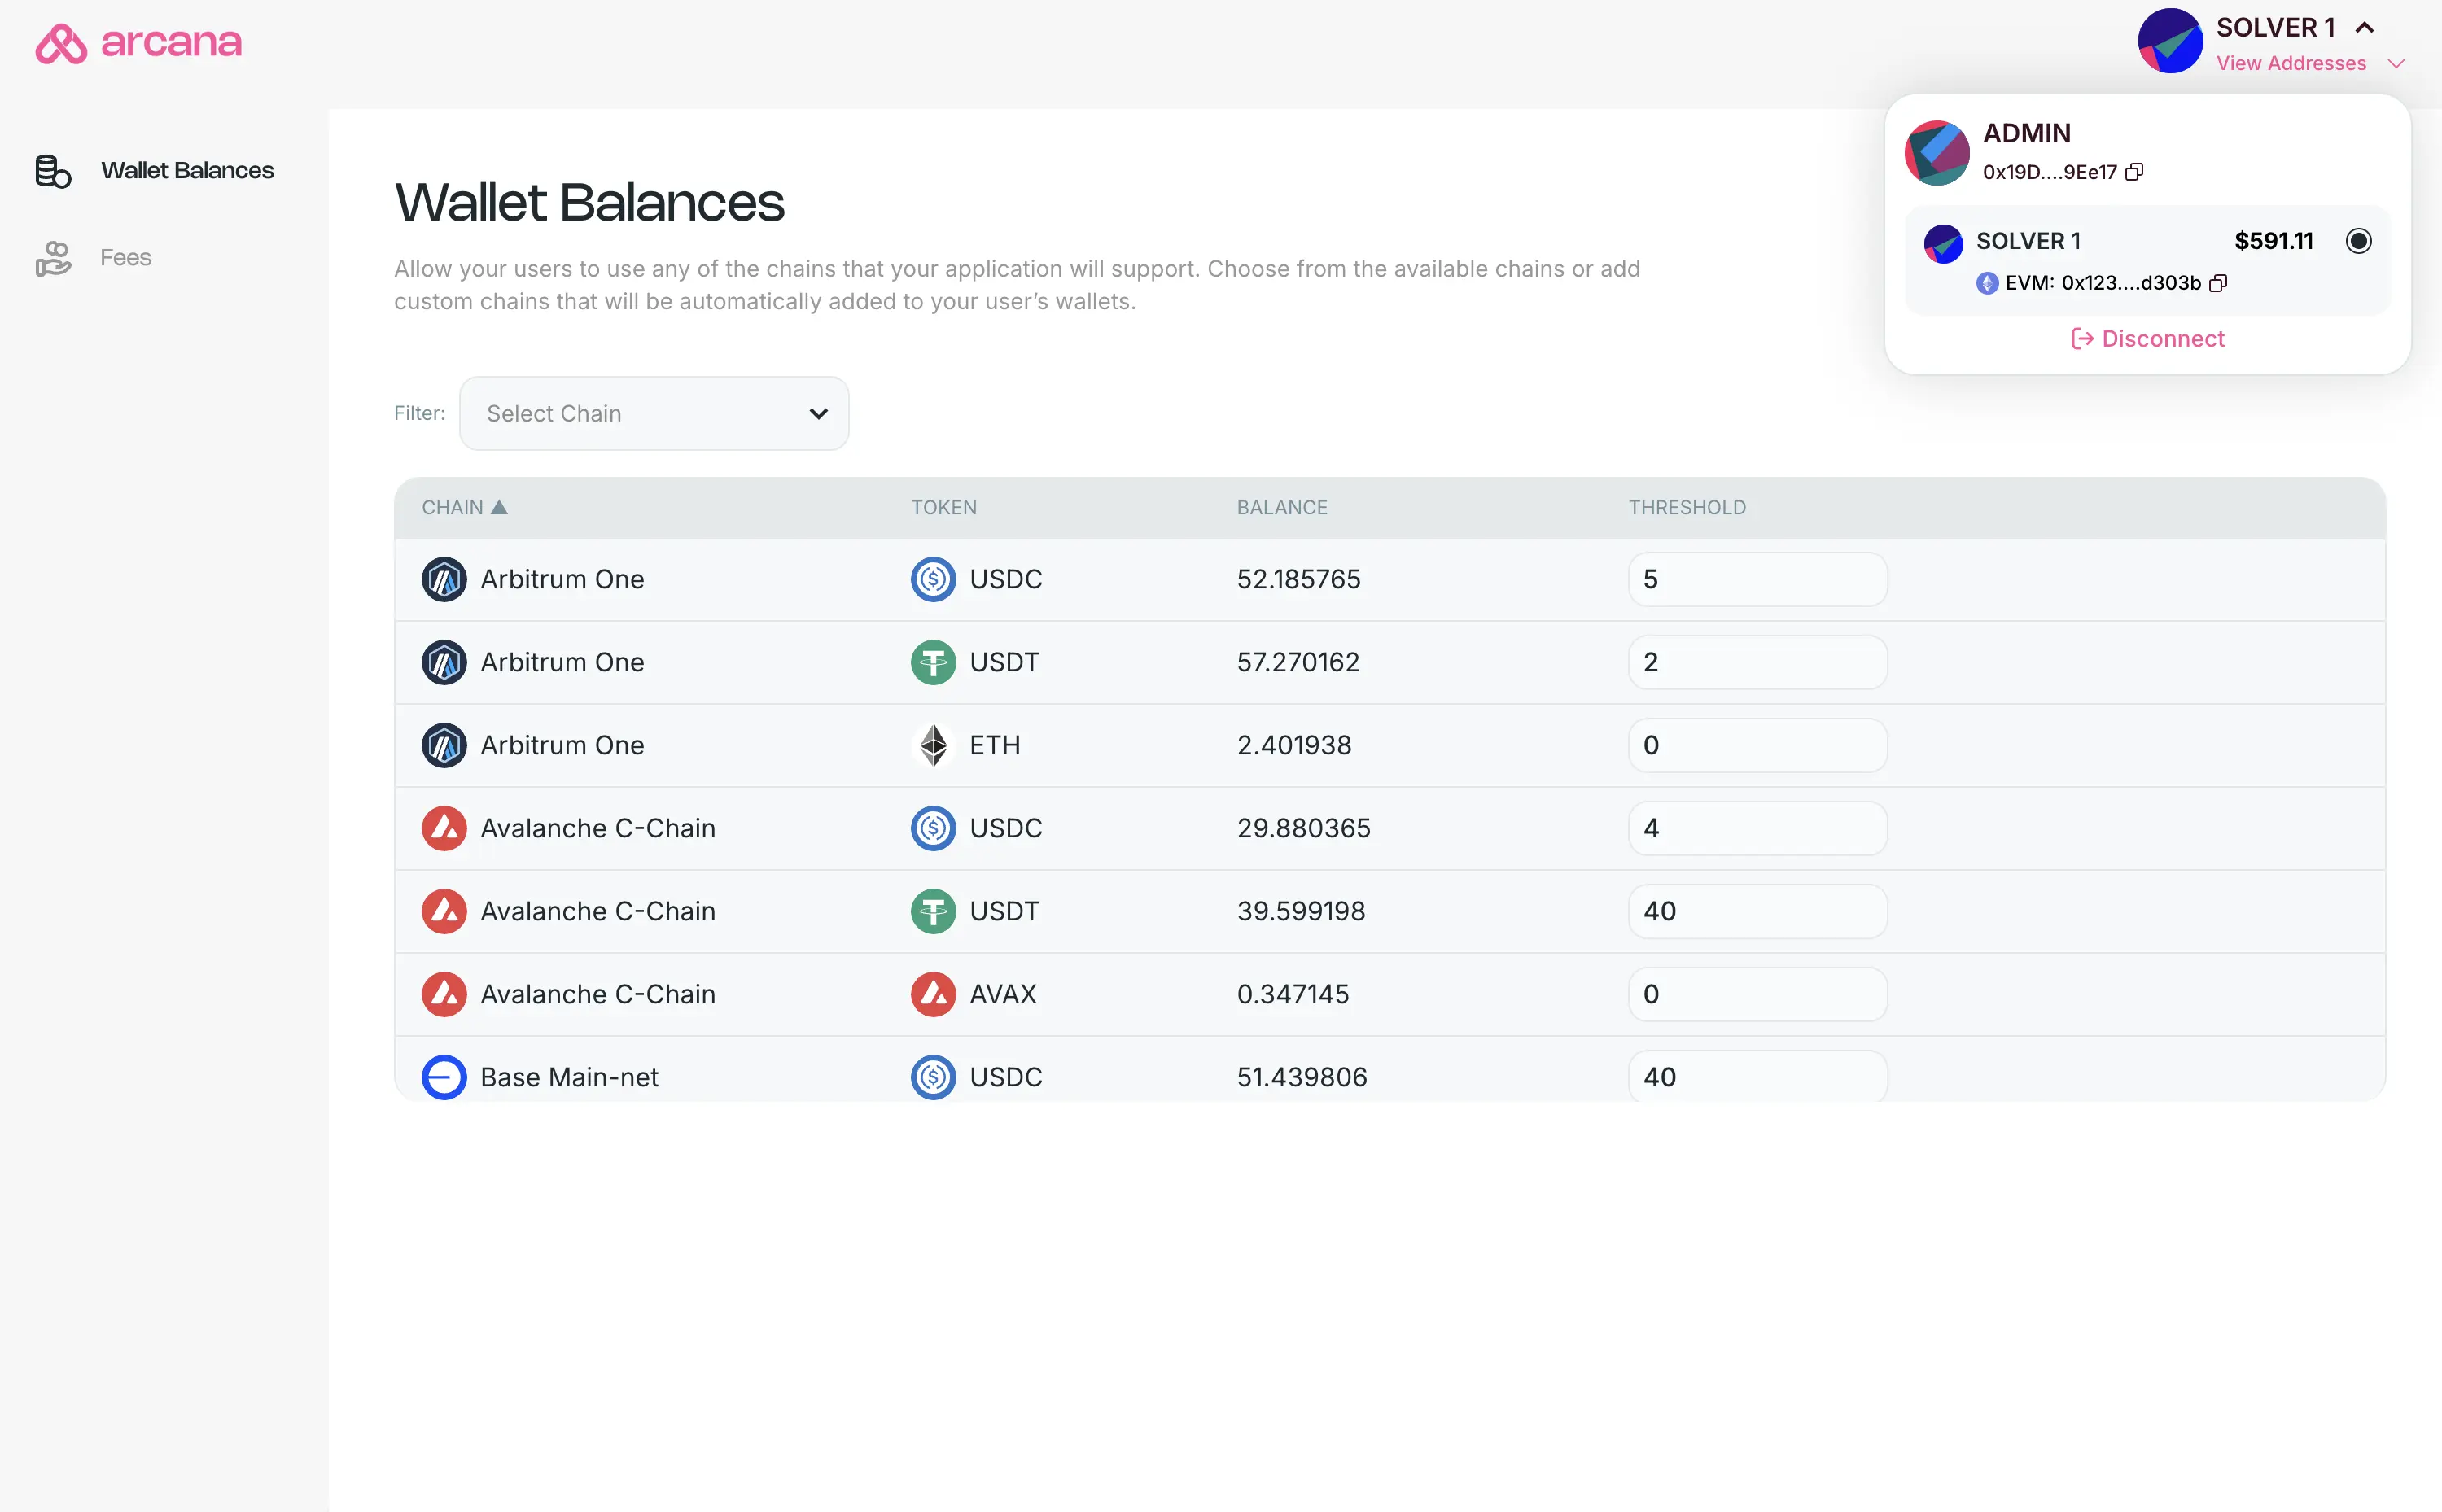 arcana
SOLVER 1
View Addresses
ADMIN
0x19D....9Ee17
SOLVER 1 $591.11
EVM: 0x123....d303b
Disconnect
Wallet Balances
Fees
Wallet Balances
Allow your users to use any of the chains that your application will support. Choose from the available chains or add
custom chains that will be automatically added to your user’s wallets.
Filter: Select Chain
CHAIN ▲ TOKEN BALANCE THRESHOLD
Arbitrum One USDC 52.185765 5
Arbitrum One USDT 57.270162 2
Arbitrum One ETH 2.401938 0
Avalanche C-Chain USDC 29.880365 4
Avalanche C-Chain USDT 39.599198 40
Avalanche C-Chain AVAX 0.347145 0
Base Main-net USDC 51.439806 40